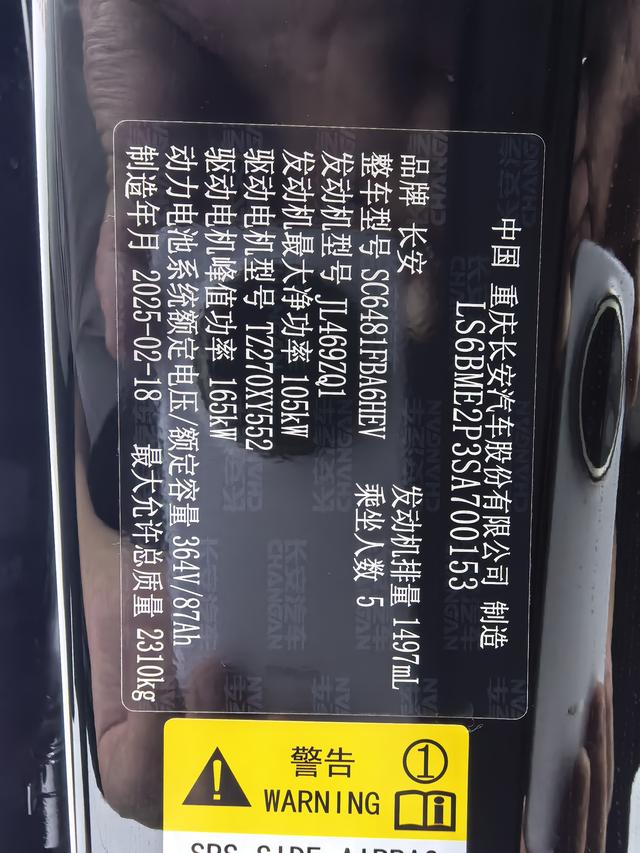 中国 重庆长安汽车股份有限公司 制造
LS6BME2P3SA700153
品牌 长安 发动机排量 1497mL
整车型号 SC6481FBA6HEV 乘坐人数 5
发动机型号 JL469ZQ1
发动机最大净功率 105kW
驱动电机型号 TZ270XY552
驱动电机峰值功率 165kW
动力电池系统额定电压/额定容量 364V/87Ah
制造年月 2025-02-18 最大允许总质量 2310kg
警告 1
WARNING
SRS SIDE AIRBAG